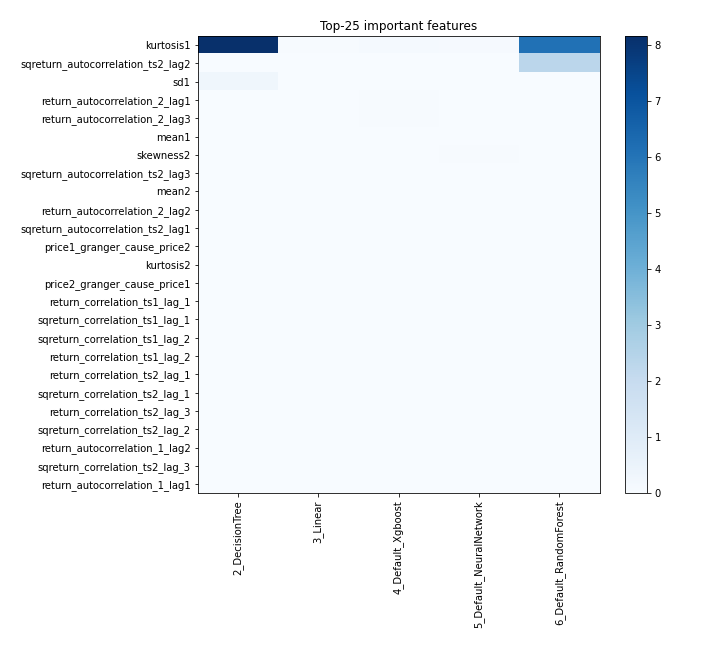 Top-25 important features
kurtosis1
sqreturn_autocorrelation_ts2_lag2
sd1
return_autocorrelation_2_lag1
return_autocorrelation_2_lag3
mean1
skewness2
sqreturn_autocorrelation_ts2_lag3
mean2
return_autocorrelation_2_lag2
sqreturn_autocorrelation_ts2_lag1
price1_granger_cause_price2
kurtosis2
price2_granger_cause_price1
return_correlation_ts1_lag_1
sqreturn_correlation_ts1_lag_1
sqreturn_correlation_ts1_lag_2
return_correlation_ts1_lag_2
return_correlation_ts2_lag_1
sqreturn_correlation_ts2_lag_1
return_correlation_ts2_lag_3
sqreturn_correlation_ts2_lag_2
return_autocorrelation_1_lag2
sqreturn_correlation_ts2_lag_3
return_autocorrelation_1_lag1
2_DecisionTree
3_Linear
4_Default_Xgboost
5_Default_NeuralNetwork
6_Default_RandomForest
8
7
6
5
4
3
2
1
0